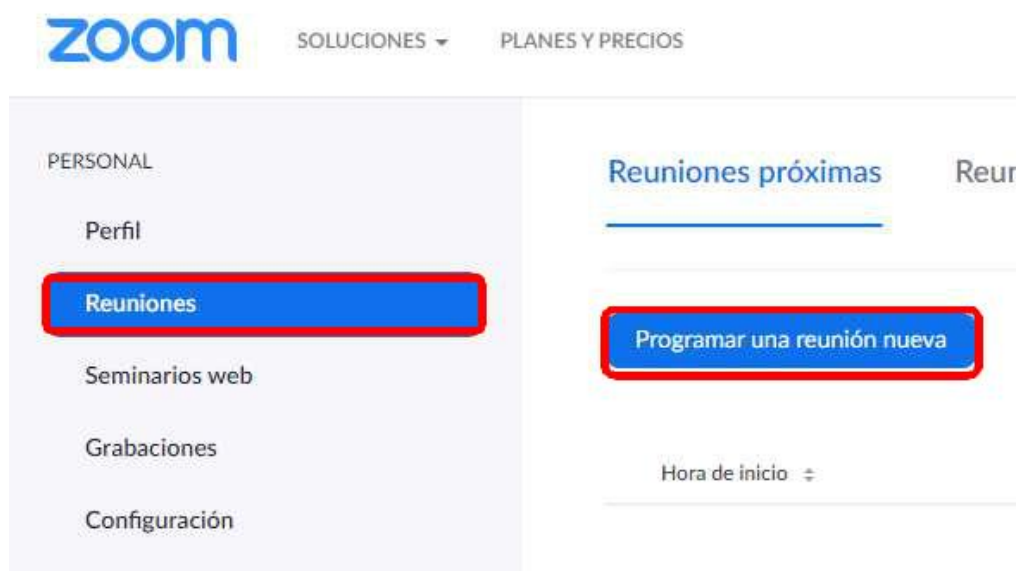 zoom SOLUCIONES PLANES Y PRECIOS
PERSONAL
Perfil
Reuniones
Seminarios web
Grabaciones
Configuración
Reuniones próximas Reur
Programar una reunión nueva
Hora de inicio